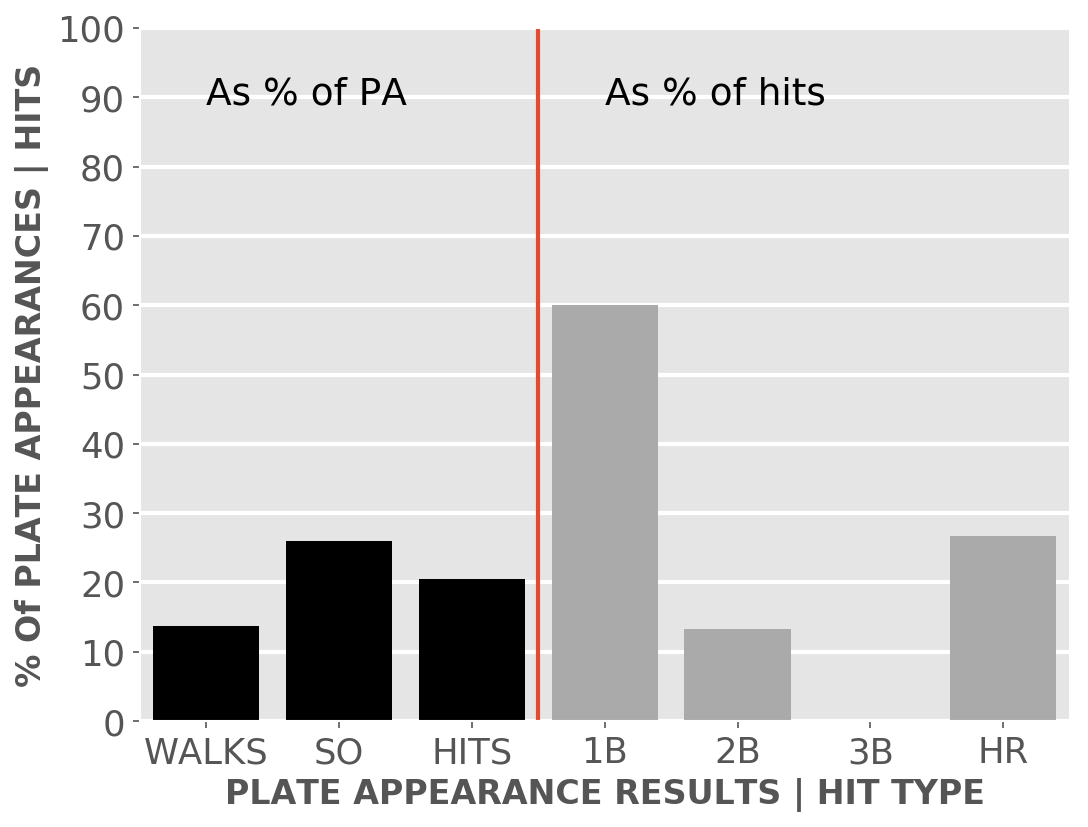 % Of PLATE APPEARANCES | HITS
100
90
80
70
60
50
40
30
20
10
0
As % of PA
As % of hits
WALKS SO HITS 1B 2B 3B HR
PLATE APPEARANCE RESULTS | HIT TYPE